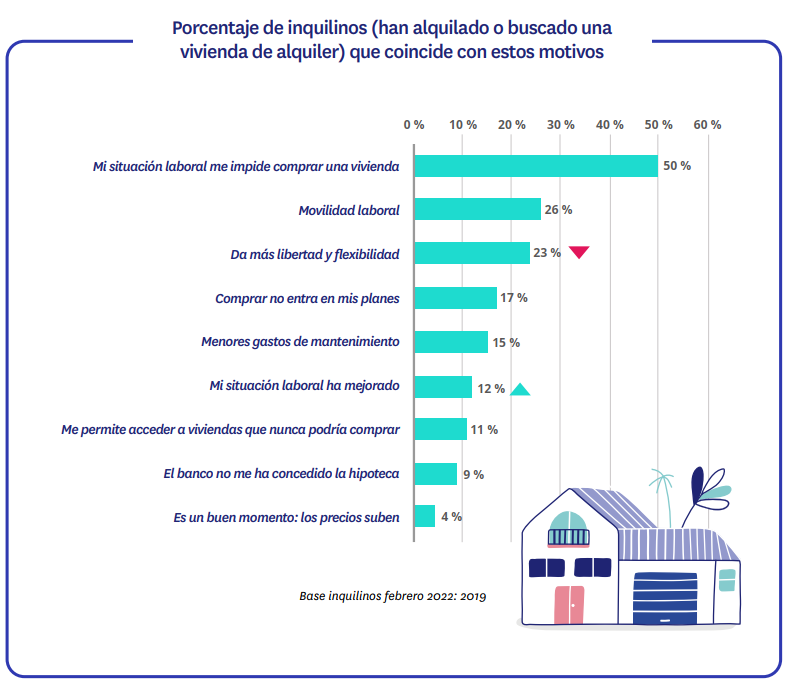 Porcentaje de inquilinos (han alquilado o buscado una
vivienda de alquiler) que coincide con estos motivos
0 % 10 % 20 % 30 % 40 % 50 % 60 %
Mi situación laboral me impide comprar una vivienda 50 %
Movilidad laboral 26 %
Da más libertad y flexibilidad 23 %
Comprar no entra en mis planes 17 %
Menores gastos de mantenimiento 15 %
Mi situación laboral ha mejorado 12 %
Me permite acceder a viviendas que nunca podría comprar 11 %
El banco no me ha concedido la hipoteca 9 %
Es un buen momento: los precios suben 4 %
Base inquilinos febrero 2022: 2019